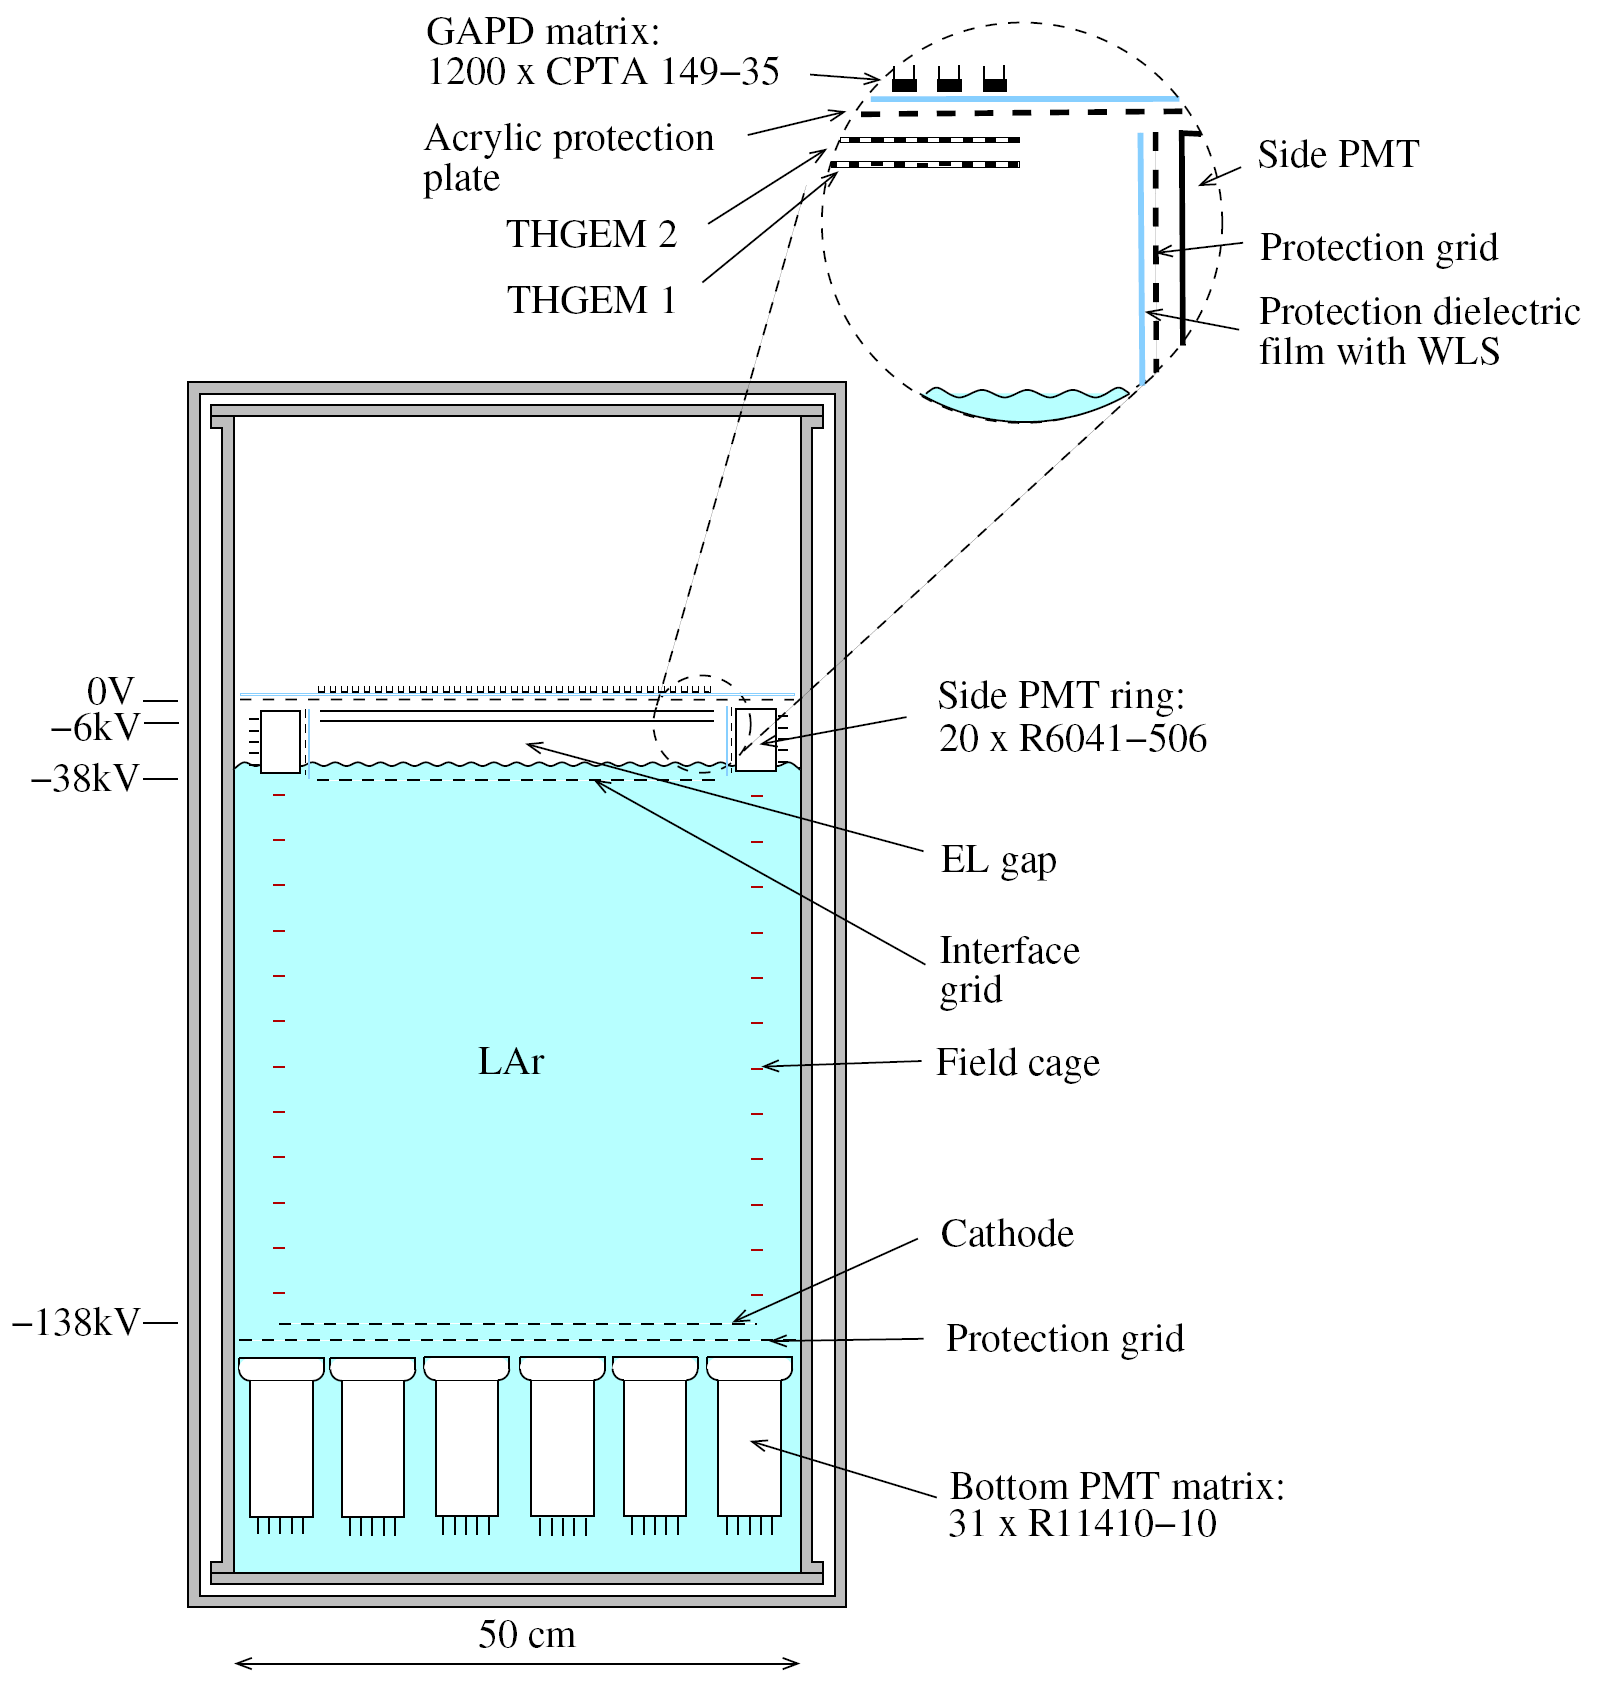 GAPD matrix:
1200 x CPTA 149−35
Acrylic protection
plate
THGEM 2
THGEM 1
Side PMT
Protection grid
Protection dielectric
film with WLS
0V
−6kV
−38kV
Side PMT ring:
20 x R6041−506
EL gap
Interface
grid
LAr
Field cage
Cathode
−138kV
Protection grid
Bottom PMT matrix:
31 x R11410−10
50 cm